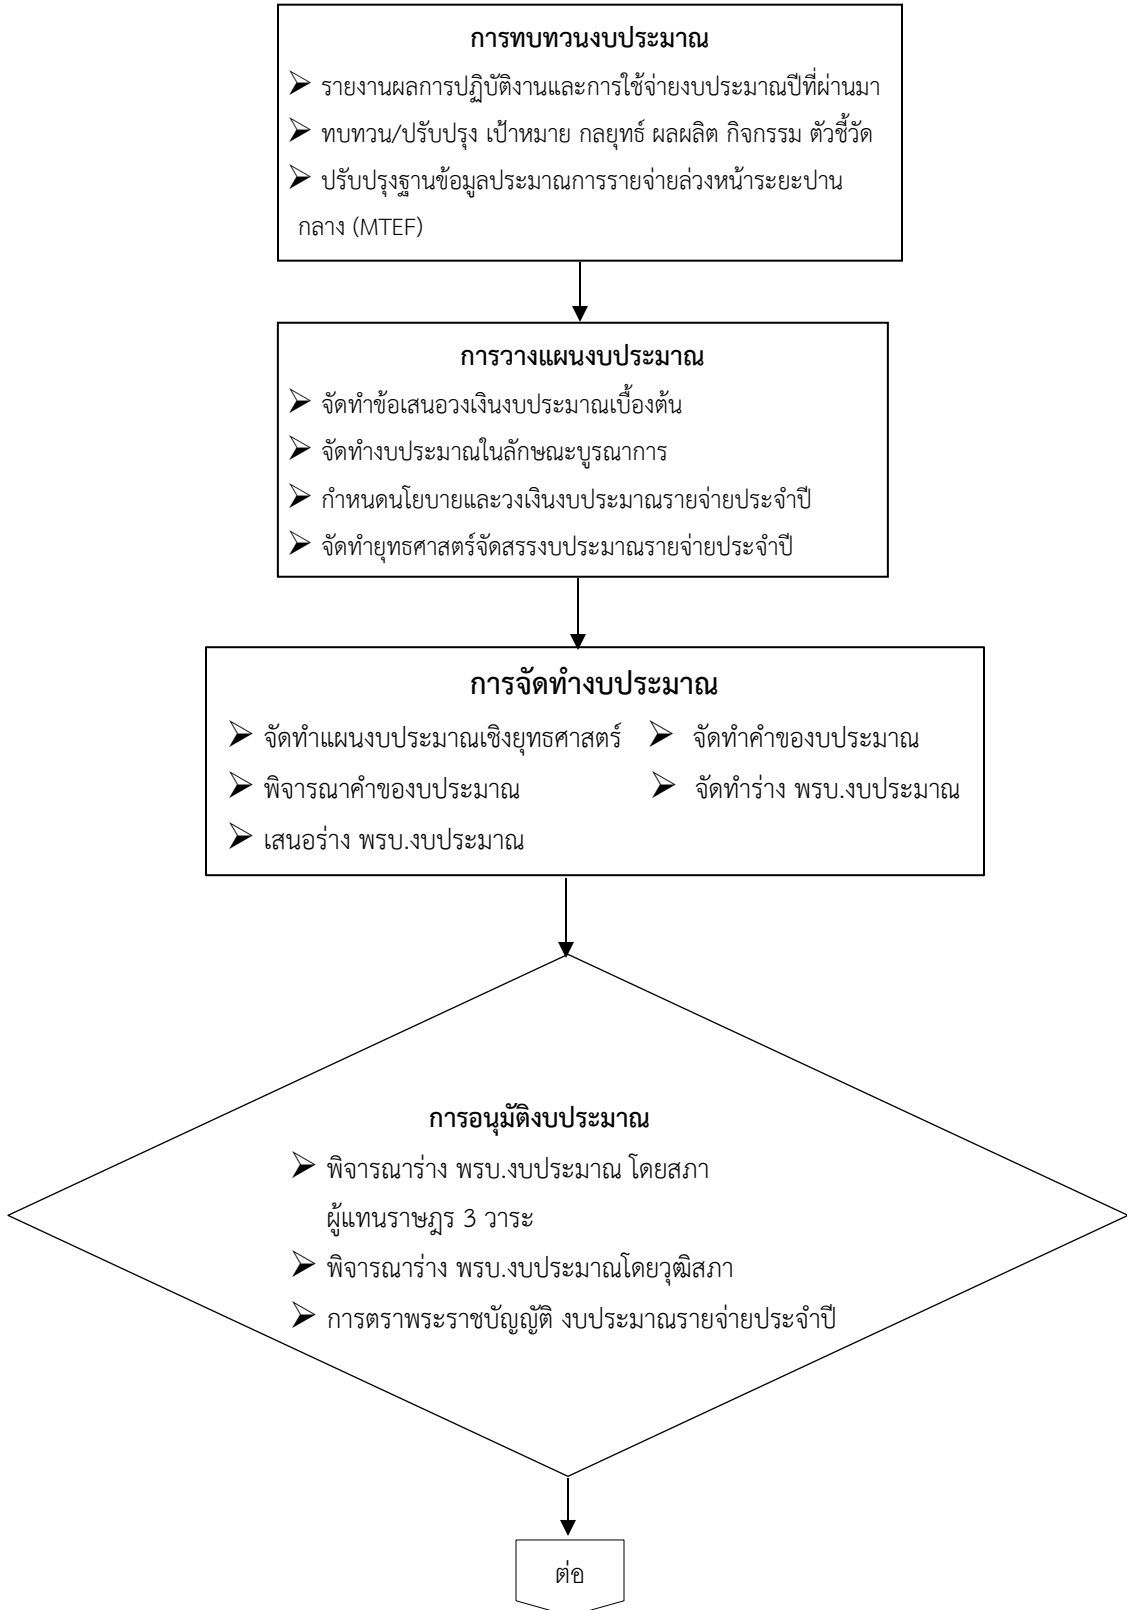 การทบทวนงบประมาณ
➢ รายงานผลการปฏิบัติงานและการใช้จ่ายงบประมาณปีที่ผ่านมา
➢ ทบทวน/ปรับปรุง เป้าหมาย กลยุทธ์ ผลผลิต กิจกรรม ตัวชี้วัด
➢ ปรับปรุงฐานข้อมูลประมาณการรายจ่ายล่วงหน้าระยะปาน
กลาง (MTEF)
การวางแผนงบประมาณ
➢ จัดทำข้อเสนอวงเงินงบประมาณเบื้องต้น
➢ จัดทำงบประมาณในลักษณะบูรณาการ
➢ กำหนดนโยบายและวงเงินงบประมาณรายจ่ายประจำปี
➢ จัดทำยุทธศาสตร์จัดสรรงบประมาณรายจ่ายประจำปี
การจัดทำงบประมาณ
➢ จัดทำแผนงบประมาณเชิงยุทธศาสตร์ ➢ จัดทำคำของบประมาณ
➢ พิจารณาคำของบประมาณ ➢ จัดทำร่าง พรบ.งบประมาณ
➢ เสนอร่าง พรบ.งบประมาณ
การอนุมัติงบประมาณ
➢ พิจารณาร่าง พรบ.งบประมาณ โดยสภา
ผู้แทนราษฎร 3 วาระ
➢ พิจารณาร่าง พรบ.งบประมาณโดยวุฒิสภา
➢ การตราพระราชบัญญัติ งบประมาณรายจ่ายประจำปี
ต่อ